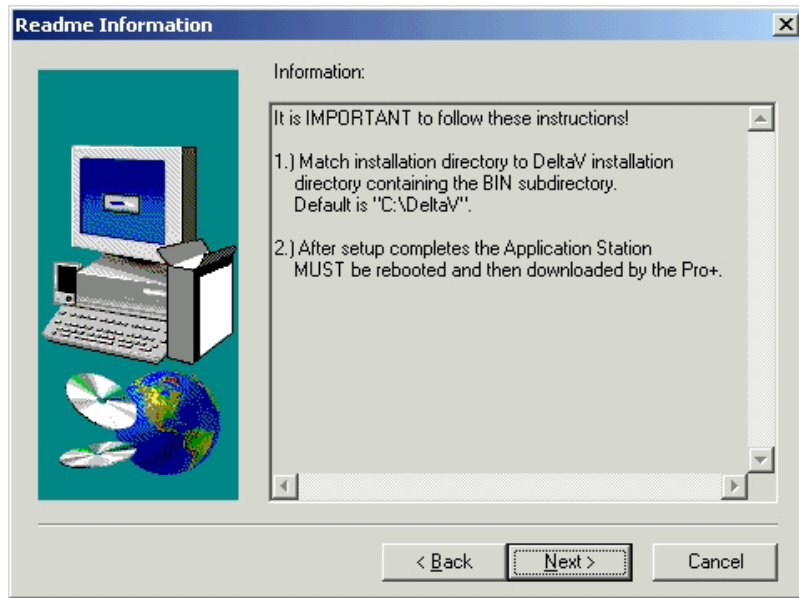 Readme Information
Information:
It is IMPORTANT to follow these instructions!
1.) Match installation directory to DeltaV installation
directory containing the BIN subdirectory.
Default is "C:\DeltaV".
2.) After setup completes the Application Station
MUST be rebooted and then downloaded by the Pro+.
< Back
Next >
Cancel